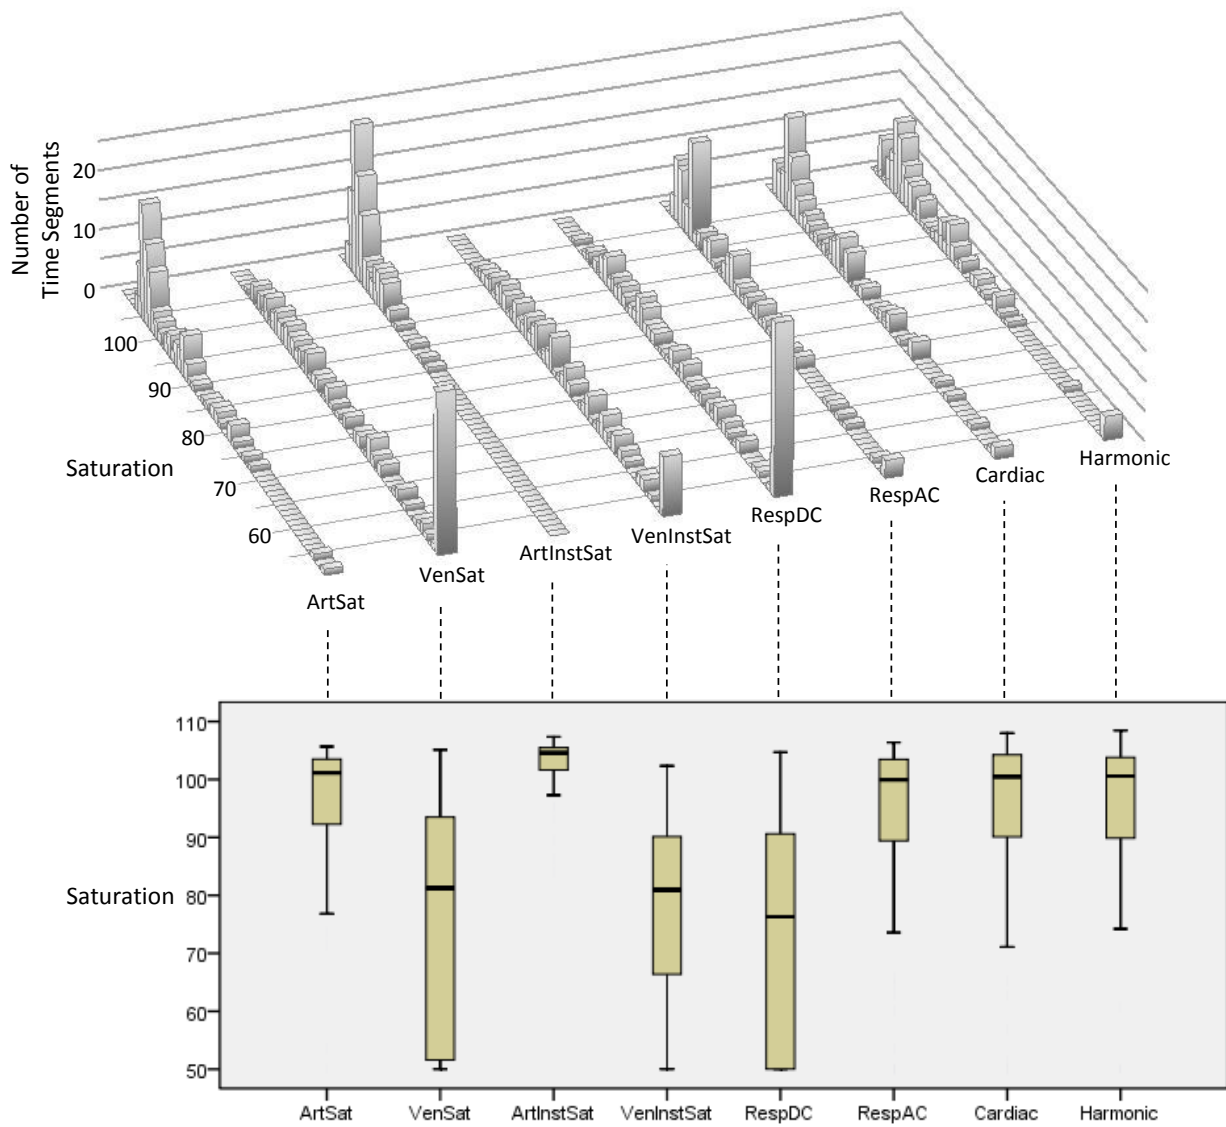 Number of
Time Segments
20
10
0
100
90
80
70
60
Saturation
ArtSat
VenSat
ArtInstSat
VenInstSat
RespDC
RespAC
Cardiac
Harmonic
Saturation
110
100
90
80
70
60
50
ArtSat VenSat ArtInstSat VenInstSat RespDC RespAC Cardiac Harmonic